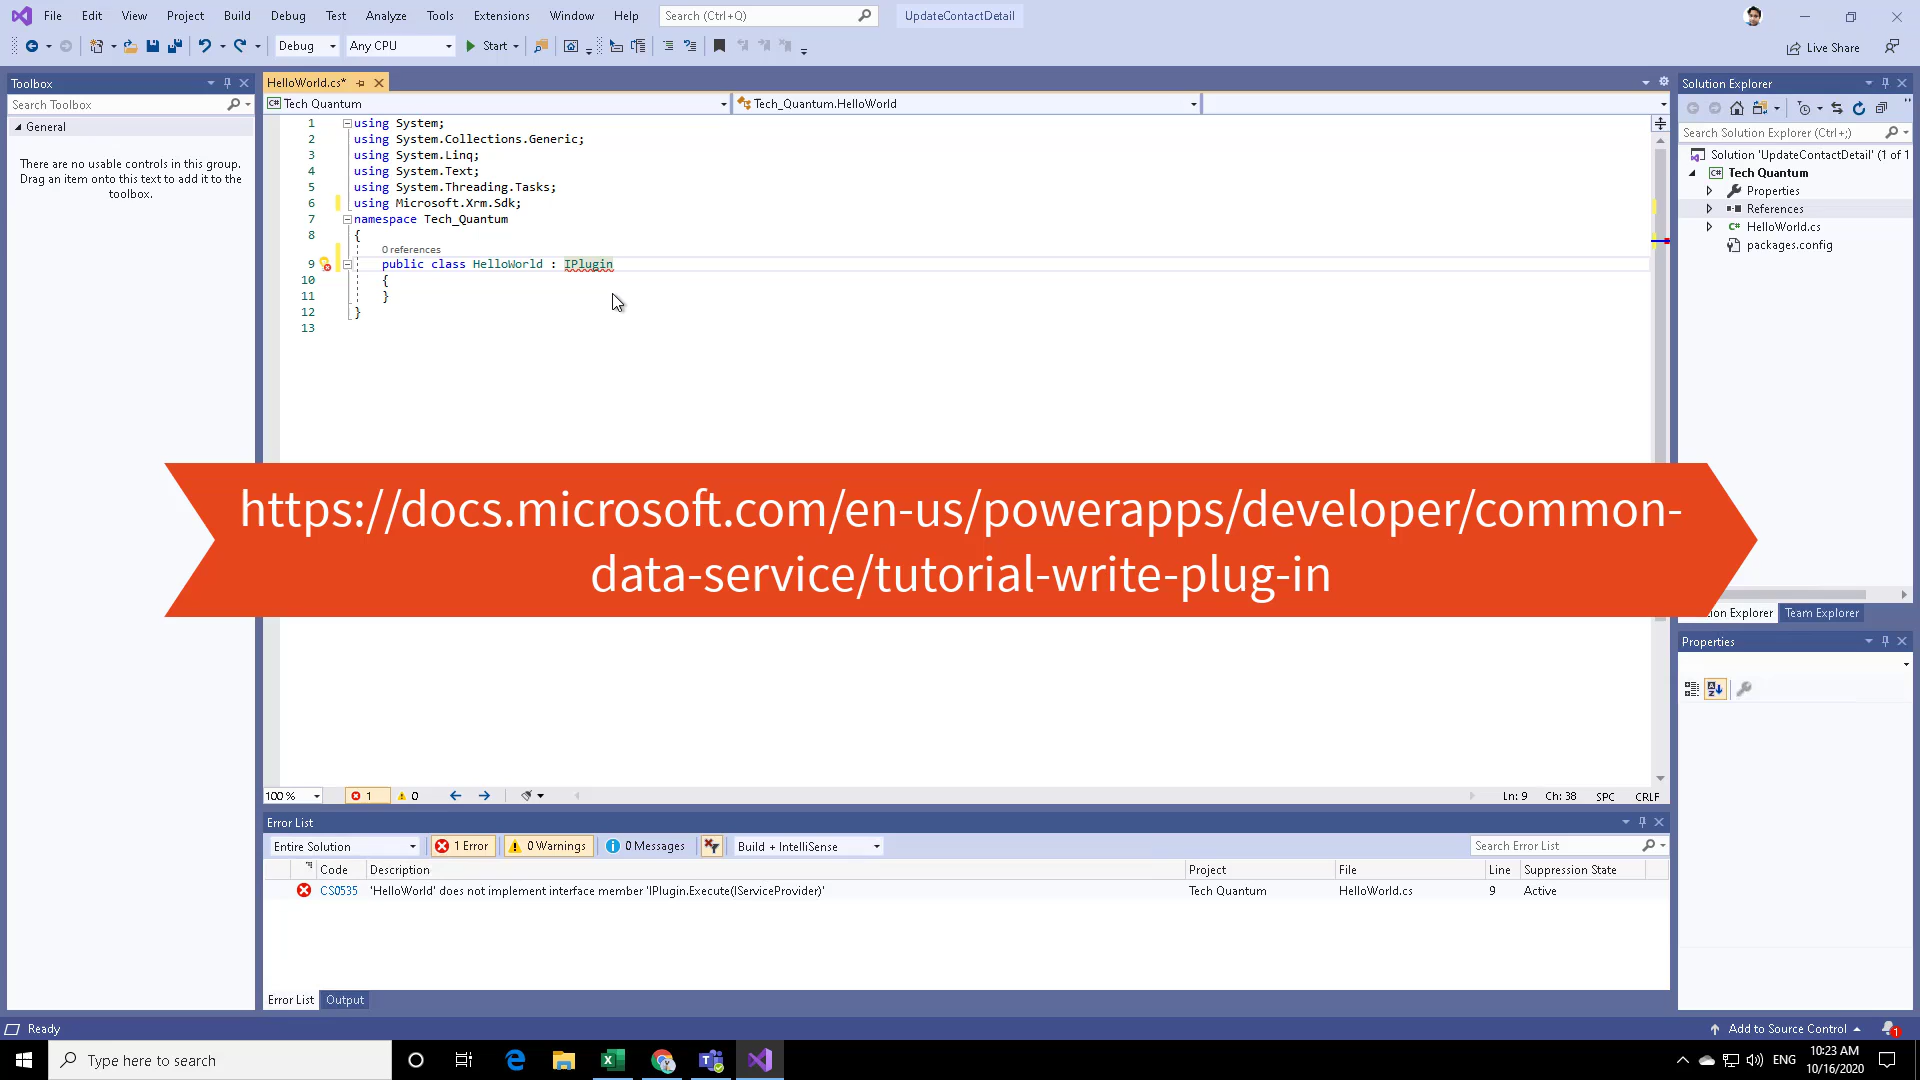 File Edit View Project Build Debug Test Analyze Tools Extensions Window Help Search (Ctrl+Q) UpdateContactDetail
Debug Any CPU Start Live Share
Toolbox
Search Toolbox
General
There are no usable controls in this group.
Drag an item onto this text to add it to the
toolbox.
HelloWorld.cs*
Tech Quantum Tech_Quantum.HelloWorld
1 using System;
2 using System.Collections.Generic;
3 using System.Linq;
4 using System.Text;
5 using System.Threading.Tasks;
6 using Microsoft.Xrm.Sdk;
7 namespace Tech_Quantum
8 {
0 references
9 public class HelloWorld : IPlugin
10 {
11 }
12 }
13
Solution Explorer
Search Solution Explorer (Ctrl+;)
Solution 'UpdateContactDetail' (1 of 1
Tech Quantum
Properties
References
C# HelloWorld.cs
packages.config
https://docs.microsoft.com/en-us/powerapps/developer/common-
data-service/tutorial-write-plug-in
ion Explorer Team Explorer
Properties
100 % 1 0 Ln: 9 Ch: 38 SPC CRLF
Error List
Entire Solution 1 Error 0 Warnings 0 Messages Build + IntelliSense Search Error List
Code Description Project File Line Suppression State
CS0535 'HelloWorld' does not implement interface member 'IPlugin.Execute(IServiceProvider)' Tech Quantum HelloWorld.cs 9 Active
Error List Output
Ready Add to Source Control 1
Type here to search ENG 10:23 AM
10/16/2020